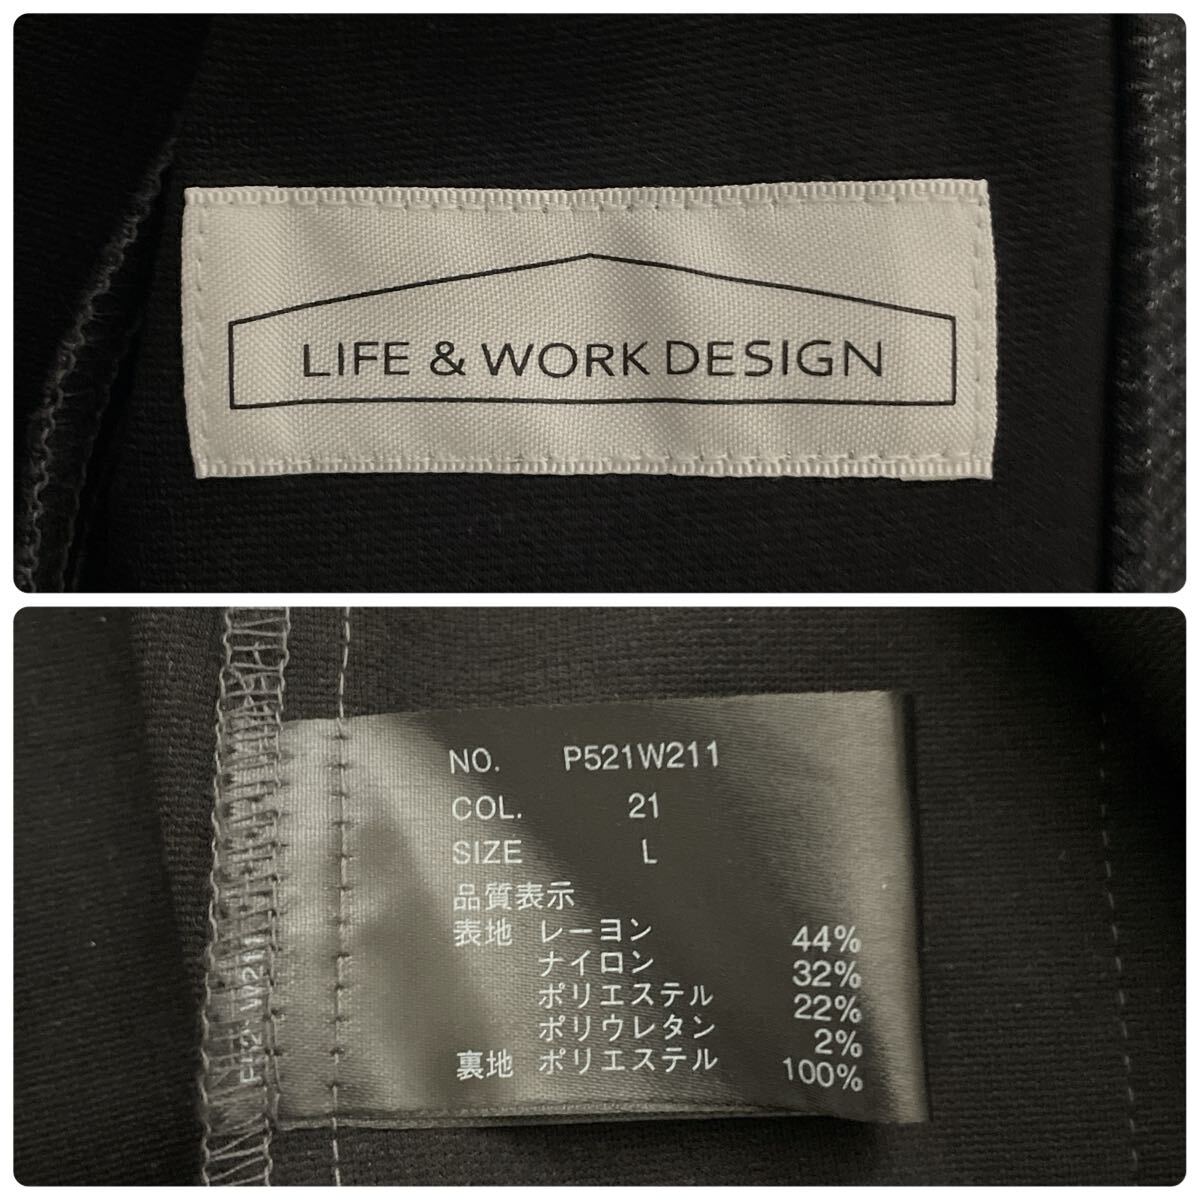 LIFE & WORK DESIGN
NO. P521W211
COL. 21
SIZE L
品質表示
表地 レーヨン 44%
ナイロン 32%
ポリエステル 22%
ポリウレタン 2%
裏地 ポリエステル 100%
P521W211